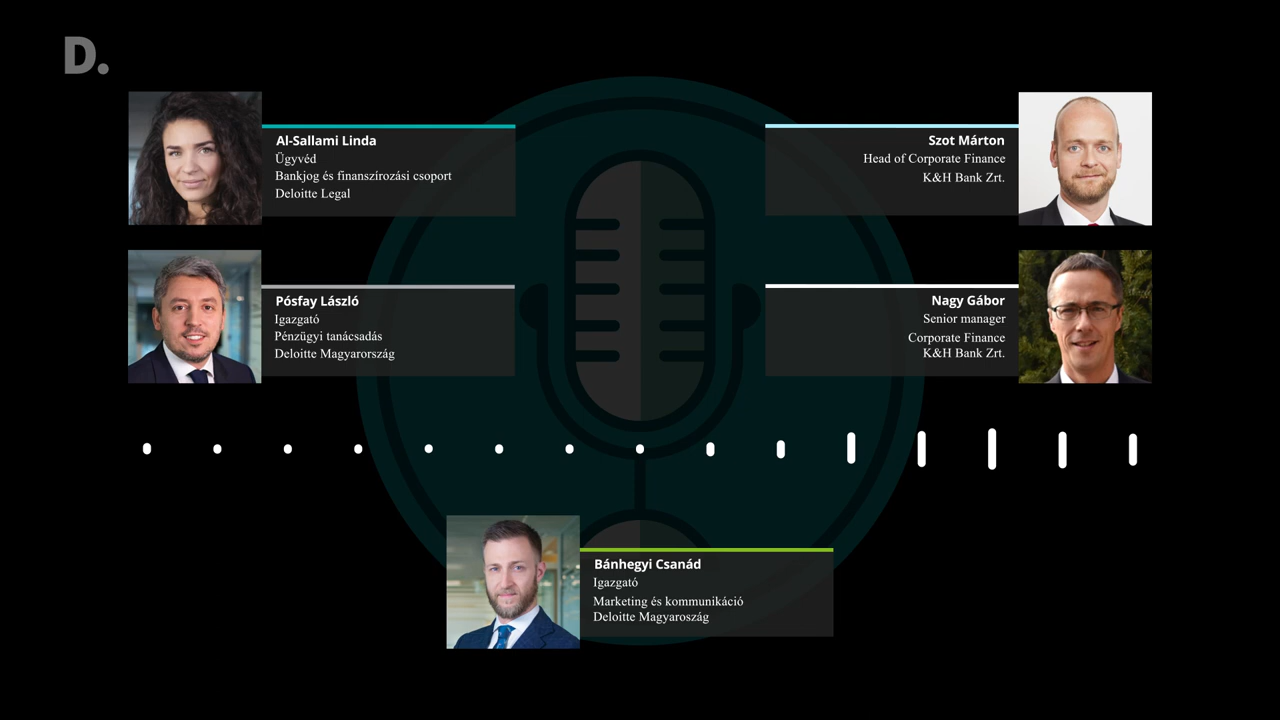 D.
Al-Sallami Linda
Ügyvéd
Bankjog és finanszírozási csoport
Deloitte Legal
Szot Márton
Head of Corporate Finance
K&H Bank Zrt.
Pósfay László
Igazgató
Pénzügyi tanácsadás
Deloitte Magyarország
Nagy Gábor
Senior manager
Corporate Finance
K&H Bank Zrt.
Bánhegyi Csanád
Igazgató
Marketing és kommunikáció
Deloitte Magyaroszág